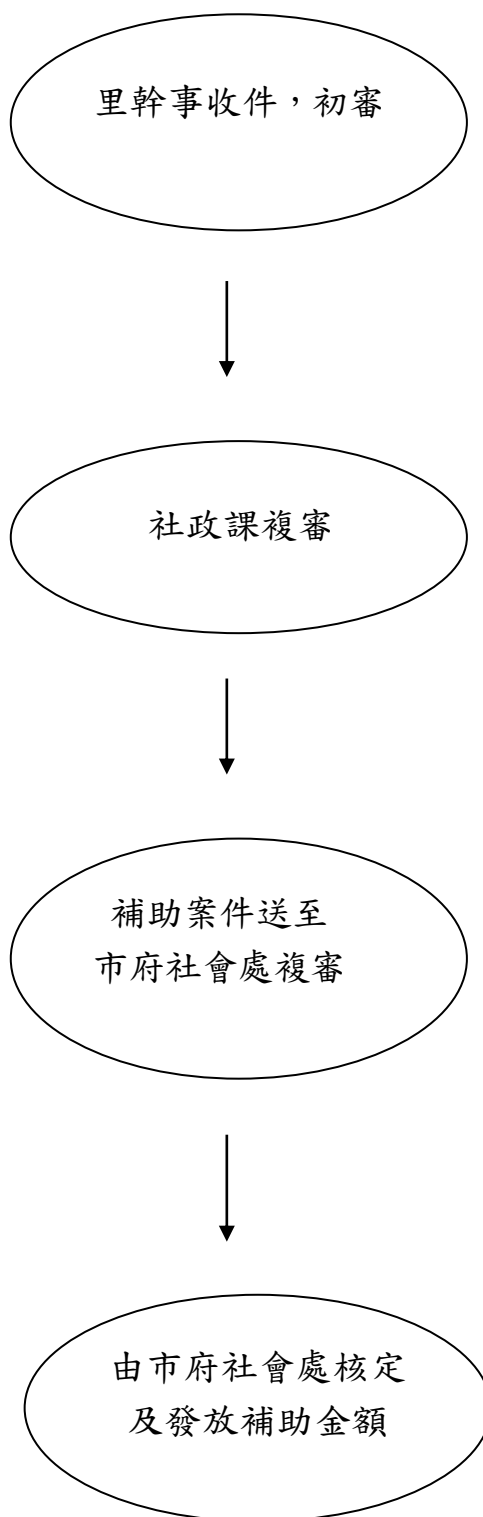 里幹事收件，初審
社政課複審
補助案件送至
市府社會處複審
由市府社會處核定
及發放補助金額